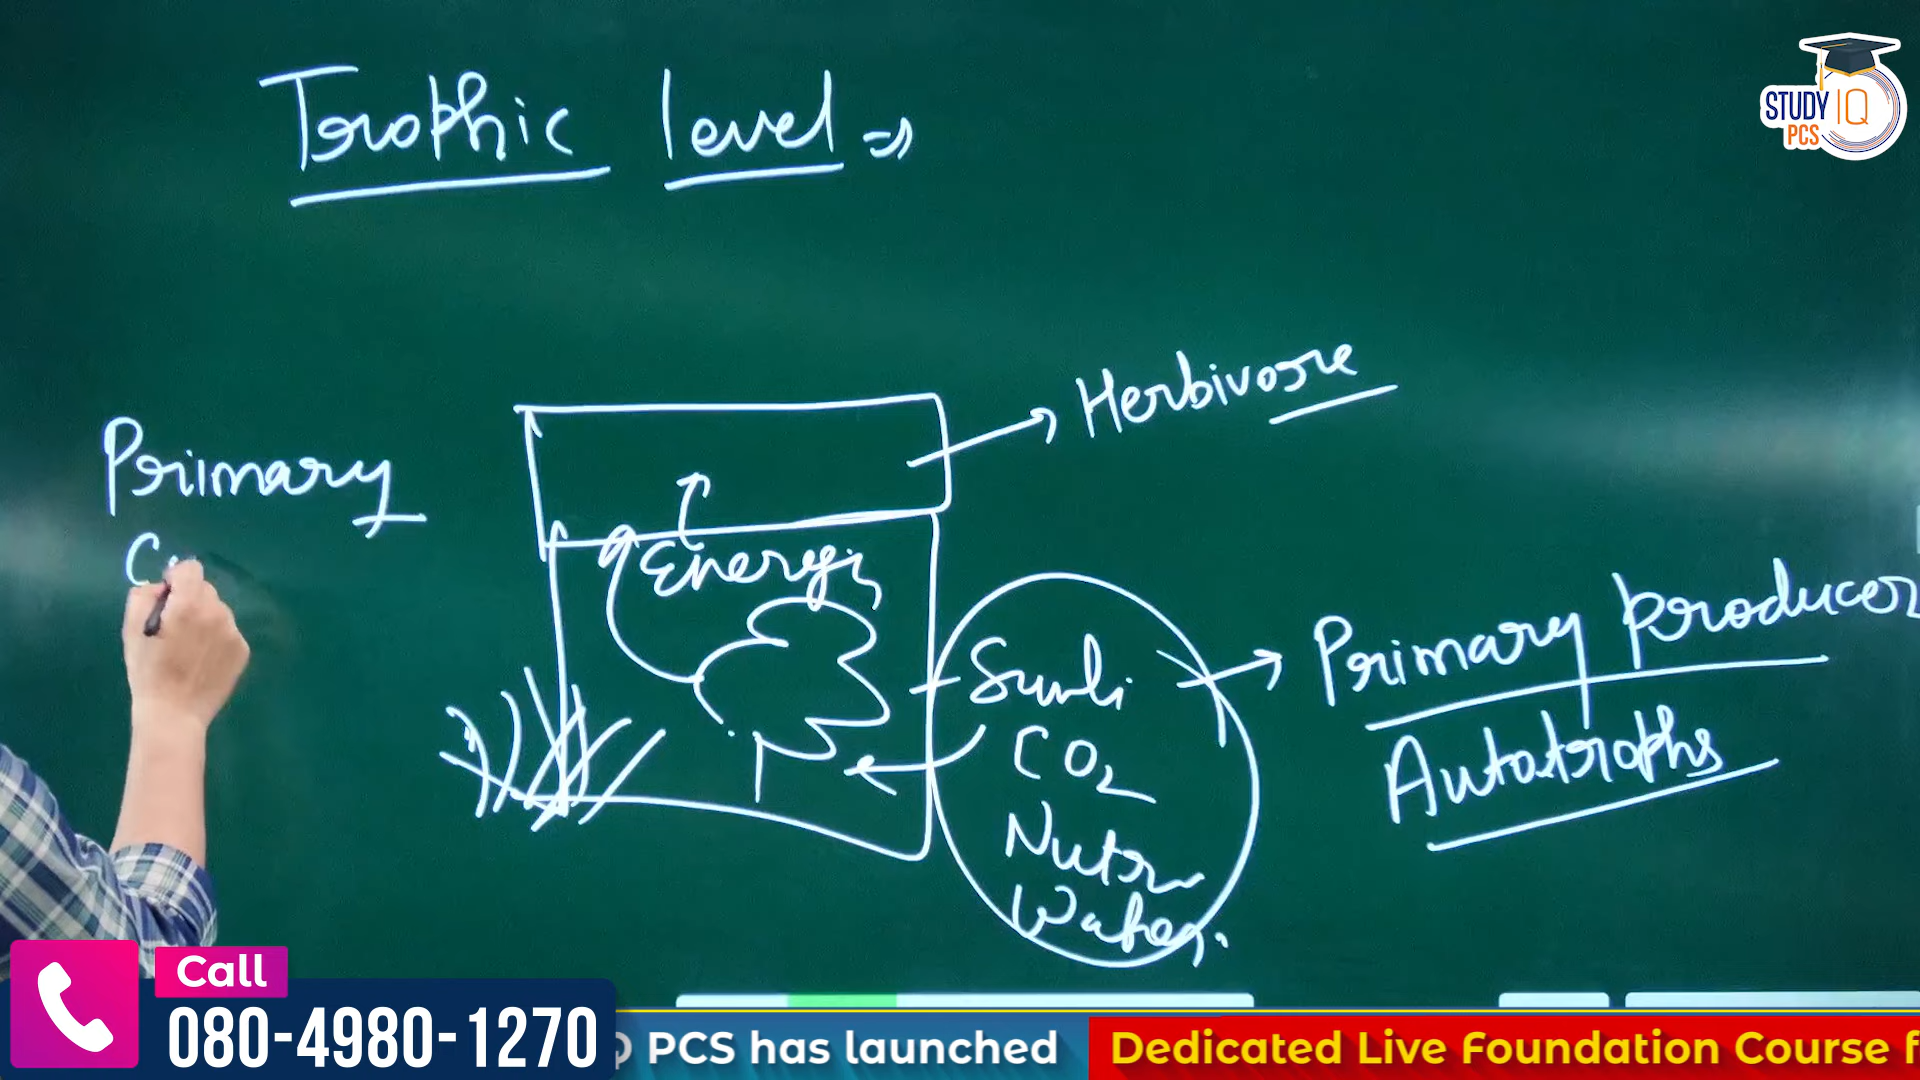 Trophic level ⇒
STUDY IQ
PCS
Herbivore
Primary
Energy
Sunli
CO2
Nutr
Water
Primary producer
Autotrophs
Call
080-4980-1270
PCS has launched
Dedicated Live Foundation Course f